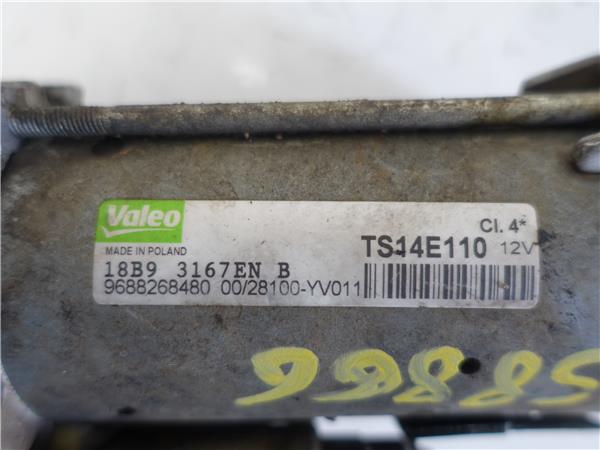 Valeo
MADE IN POLAND
TS14E110
Cl. 4*
12V
18B9 3167EN B
9688268480 00/28100-YV011
58866